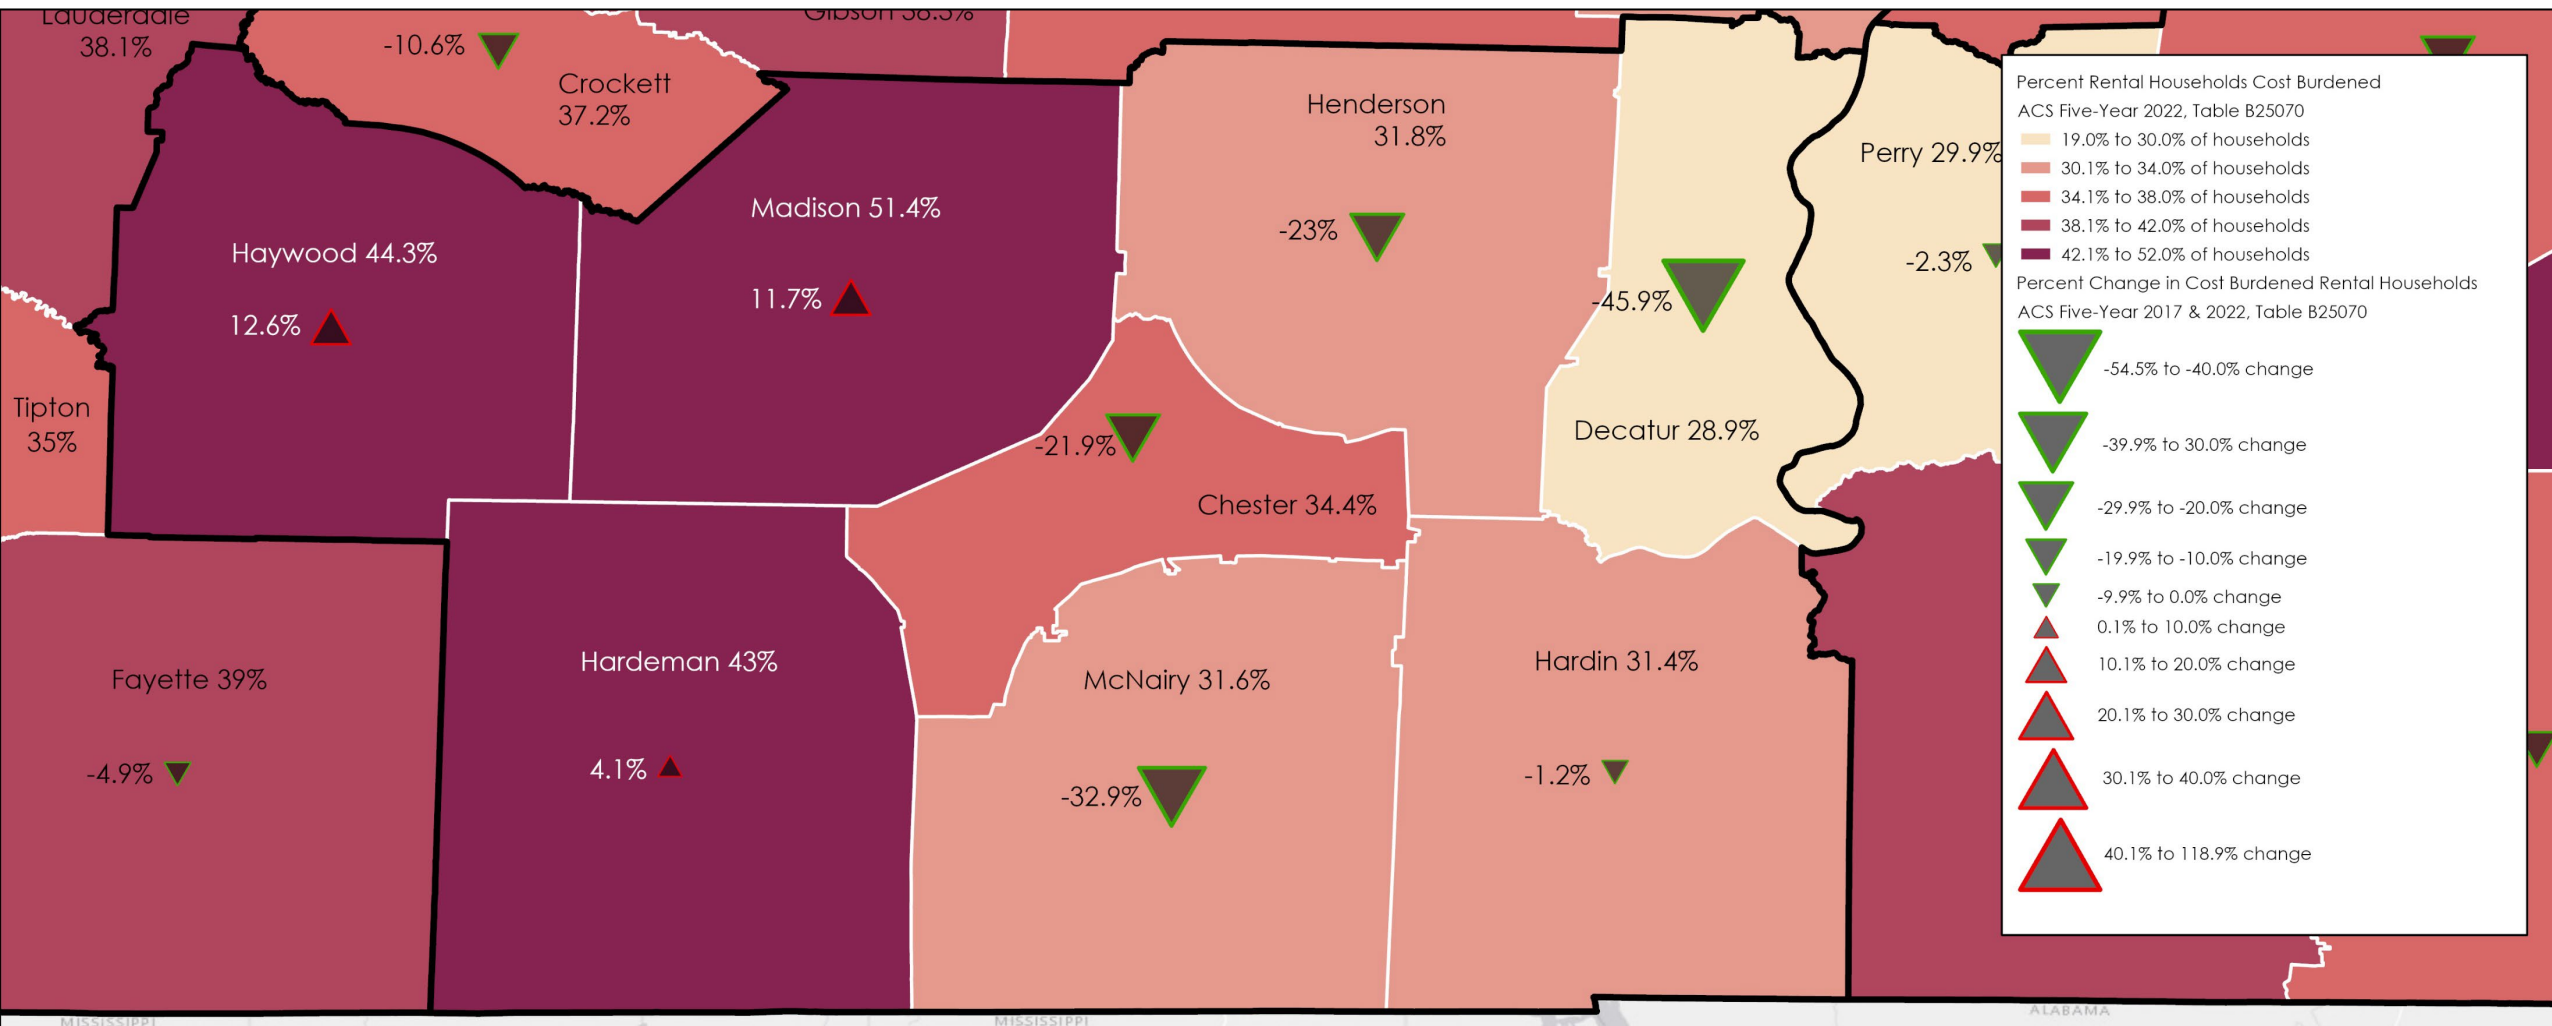 Lauderdale
38.1%
-10.6%
Crockett
37.2%
Gibson 38.5%
Henderson
31.8%
Perry 29.9%
-2.3%
Madison 51.4%
11.7%
Haywood 44.3%
12.6%
-23%
-45.9%
Decatur 28.9%
Tipton
35%
-21.9%
Chester 34.4%
Fayette 39%
-4.9%
Hardeman 43%
4.1%
McNairy 31.6%
-32.9%
Hardin 31.4%
-1.2%
Percent Rental Households Cost Burdened
ACS Five-Year 2022, Table B25070
19.0% to 30.0% of households
30.1% to 34.0% of households
34.1% to 38.0% of households
38.1% to 42.0% of households
42.1% to 52.0% of households
Percent Change in Cost Burdened Rental Households
ACS Five-Year 2017 & 2022, Table B25070
-54.5% to -40.0% change
-39.9% to 30.0% change
-29.9% to -20.0% change
-19.9% to -10.0% change
-9.9% to 0.0% change
0.1% to 10.0% change
10.1% to 20.0% change
20.1% to 30.0% change
30.1% to 40.0% change
40.1% to 118.9% change
MISSISSIPPI
MISSISSIPPI
ALABAMA